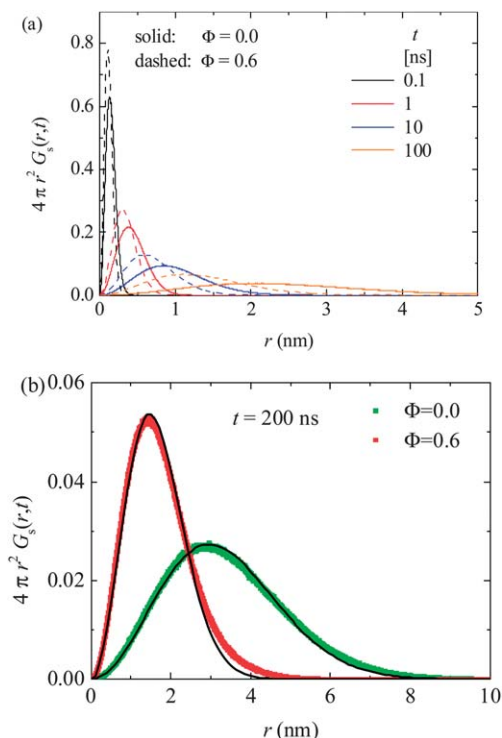 (a)
solid: Φ = 0.0
dashed: Φ = 0.6
t
[ns]
0.1
1
10
100
4 π r² Gₛ(r,t)
0.8
0.6
0.4
0.2
0.0
0 1 2 3 4 5
r (nm)
(b)
t = 200 ns
Φ=0.0
Φ=0.6
4 π r² Gₛ(r,t)
0.06
0.04
0.02
0.00
0 2 4 6 8 10
r (nm)